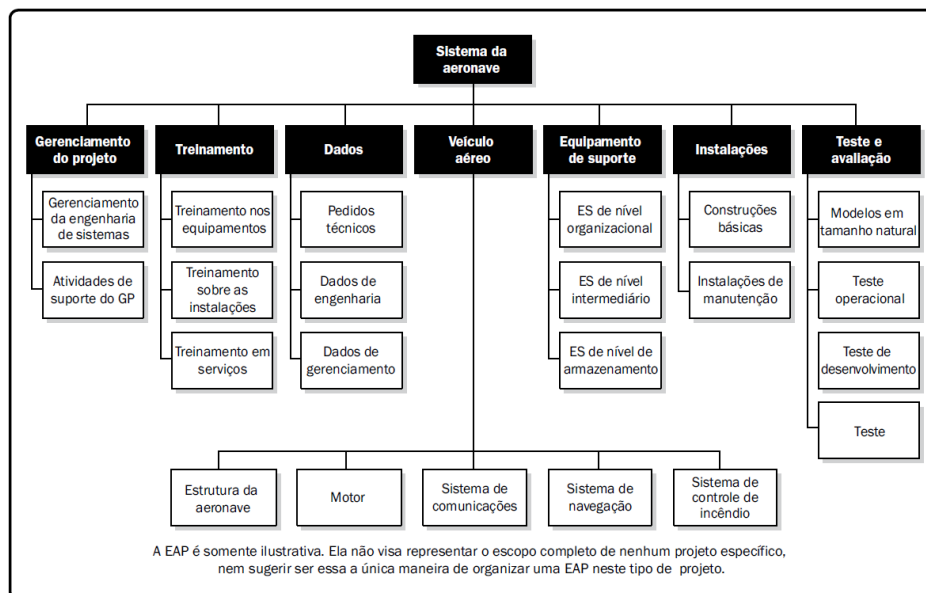 Sistema da
aeronave
Gerenciamento
do projeto
Treinamento
Dados
Veículo
aéreo
Equipamento
de suporte
Instalações
Teste e
avaliação
Gerenciamento
da engenharia
de sistemas
Atividades de
suporte do GP
Treinamento nos
equipamentos
Treinamento
sobre as
instalações
Treinamento em
serviços
Pedidos
técnicos
Dados de
engenharia
Dados de
gerenciamento
ES de nível
organizacional
ES de nível
intermediário
ES de nível de
armazenamento
Construções
básicas
Instalações de
manutenção
Modelos em
tamanho natural
Teste
operacional
Teste de
desenvolvimento
Teste
Estrutura da
aeronave
Motor
Sistema de
comunicações
Sistema de
navegação
Sistema de
controle de
incêndio
A EAP é somente ilustrativa. Ela não visa representar o escopo completo de nenhum projeto específico,
nem sugerir ser essa a única maneira de organizar uma EAP neste tipo de projeto.